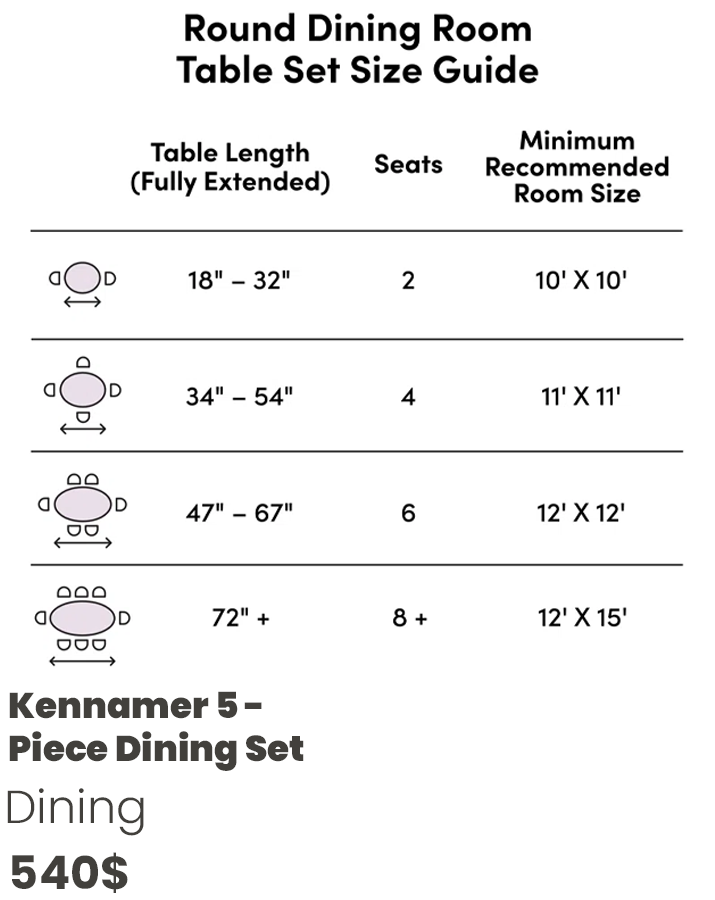 Round Dining Room
Table Set Size Guide
Table Length
(Fully Extended)
Seats
Minimum
Recommended
Room Size
18" – 32"
2
10' X 10'
34" – 54"
4
11' X 11'
47" – 67"
6
12' X 12'
72" +
8 +
12' X 15'
Kennamer 5 -
Piece Dining Set
Dining
540$